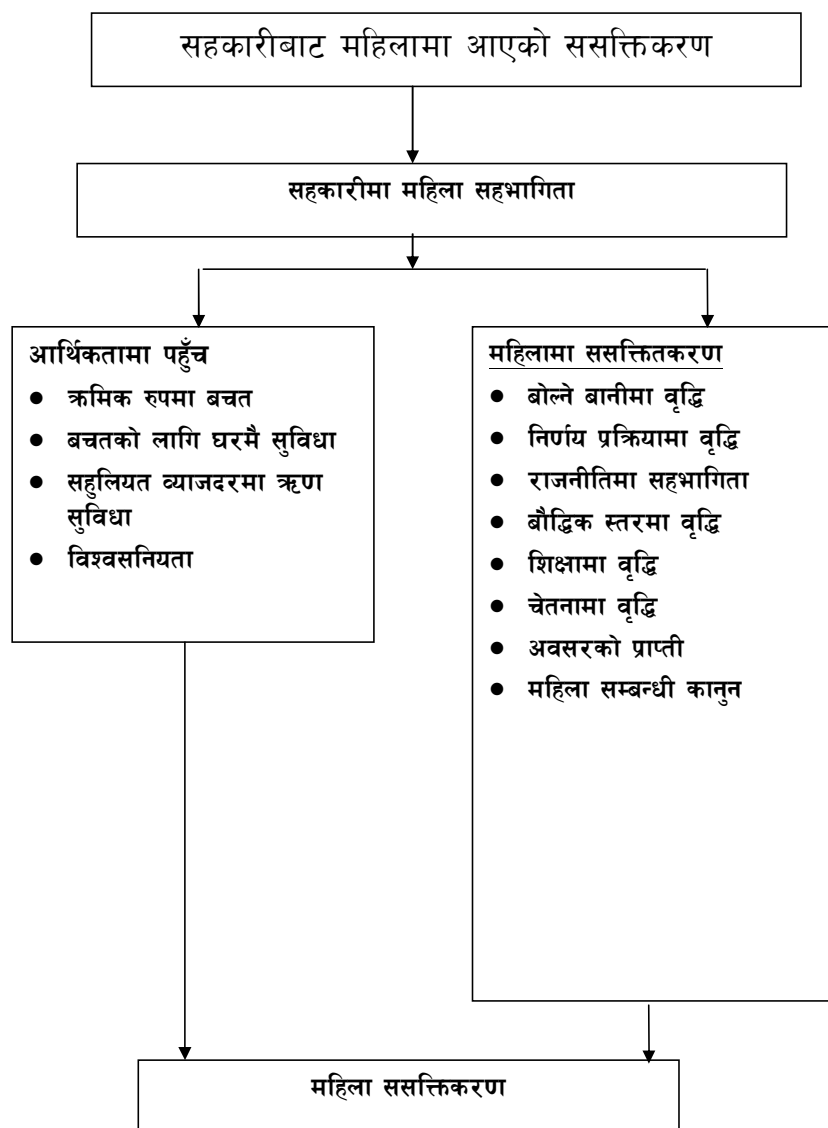 सहकारीबाट महिलामा आएको ससक्तिकरण
सहकारीमा महिला सहभागिता
आर्थिकतामा पहुँच
● क्रमिक रुपमा बचत
● बचतको लागि घरमै सुविधा
● सहुलियत व्याजदरमा ऋण
सुविधा
● विश्वसनियता
महिलामा ससक्तितकरण
● बोल्ने बानीमा वृद्धि
● निर्णय प्रक्रियामा वृद्धि
● राजनीतिमा सहभागिता
● बौद्धिक स्तरमा वृद्धि
● शिक्षामा वृद्धि
● चेतनामा वृद्धि
● अवसरको प्राप्ती
● महिला सम्बन्धी कानुन
महिला ससक्तिकरण